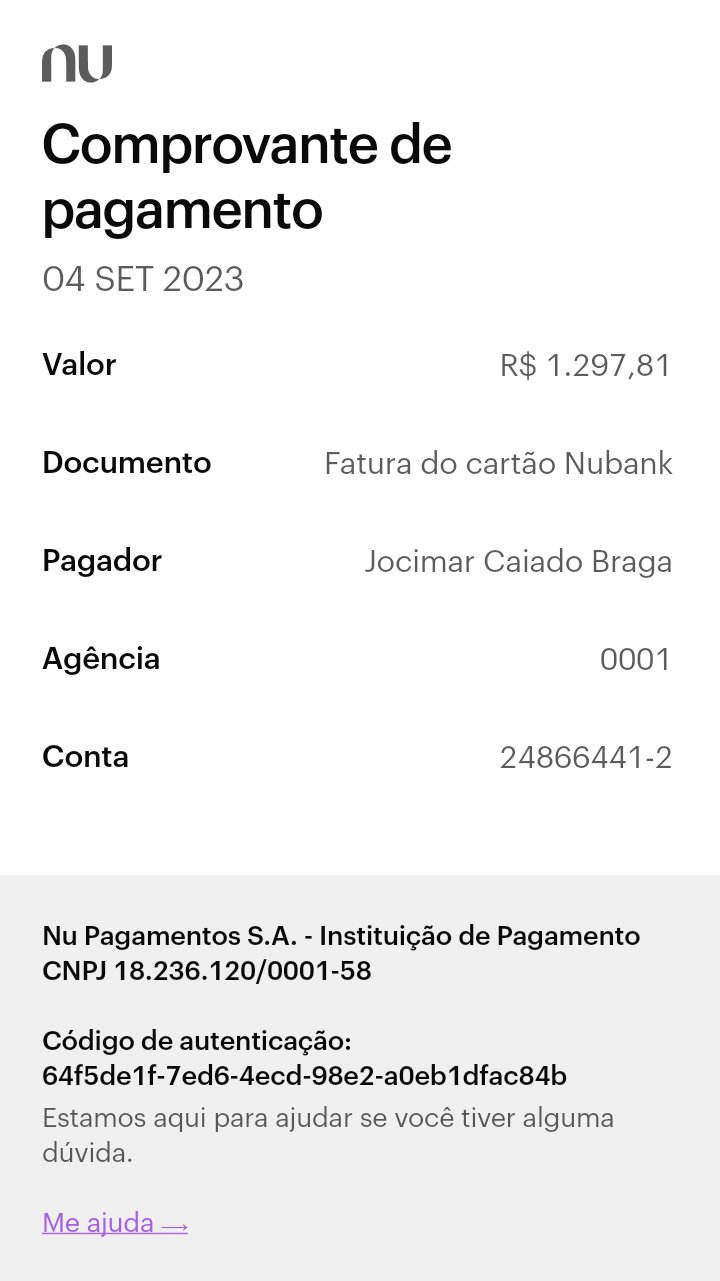 nu
Comprovante de
pagamento
04 SET 2023
Valor R$ 1.297,81
Documento Fatura do cartão Nubank
Pagador Jocimar Caiado Braga
Agência 0001
Conta 24866441-2
Nu Pagamentos S.A. - Instituição de Pagamento
CNPJ 18.236.120/0001-58
Código de autenticação:
64f5de1f-7ed6-4ecd-98e2-a0eb1dfac84b
Estamos aqui para ajudar se você tiver alguma
dúvida.
Me ajuda →